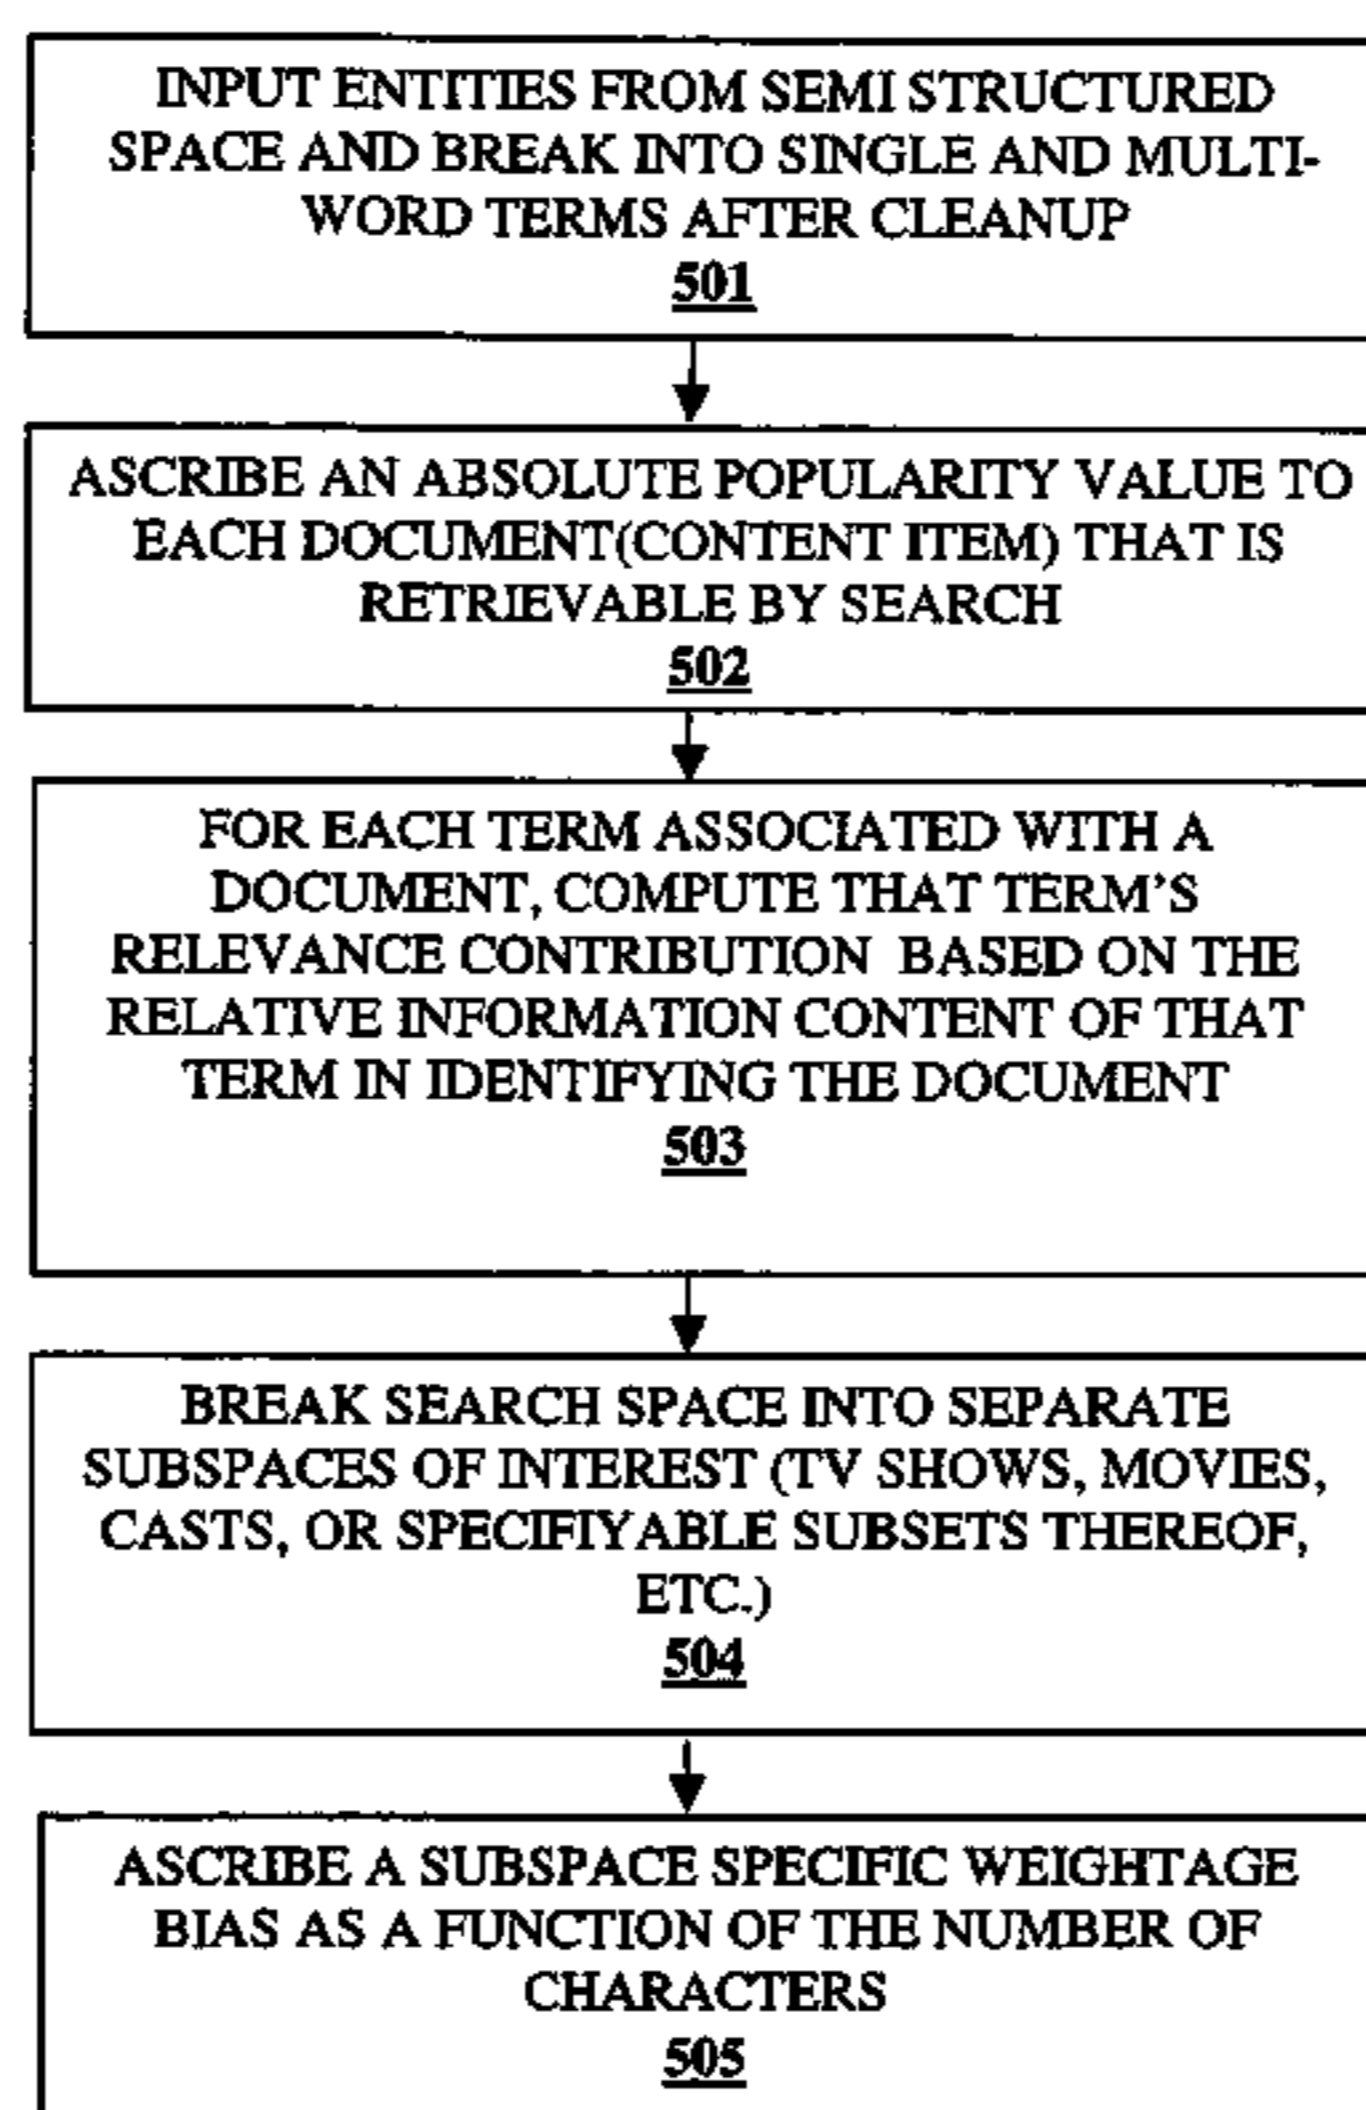 INPUT ENTITIES FROM SEMI STRUCTURED
SPACE AND BREAK INTO SINGLE AND MULTI-
WORD TERMS AFTER CLEANUP
501
ASCRIBE AN ABSOLUTE POPULARITY VALUE TO
EACH DOCUMENT(CONTENT ITEM) THAT IS
RETRIEVABLE BY SEARCH
502
FOR EACH TERM ASSOCIATED WITH A
DOCUMENT, COMPUTE THAT TERM'S
RELEVANCE CONTRIBUTION BASED ON THE
RELATIVE INFORMATION CONTENT OF THAT
TERM IN IDENTIFYING THE DOCUMENT
503
BREAK SEARCH SPACE INTO SEPARATE
SUBSPACES OF INTEREST (TV SHOWS, MOVIES,
CASTS, OR SPECIFIYABLE SUBSETS THEREOF,
ETC.)
504
ASCRIBE A SUBSPACE SPECIFIC WEIGHTAGE
BIAS AS A FUNCTION OF THE NUMBER OF
CHARACTERS
505